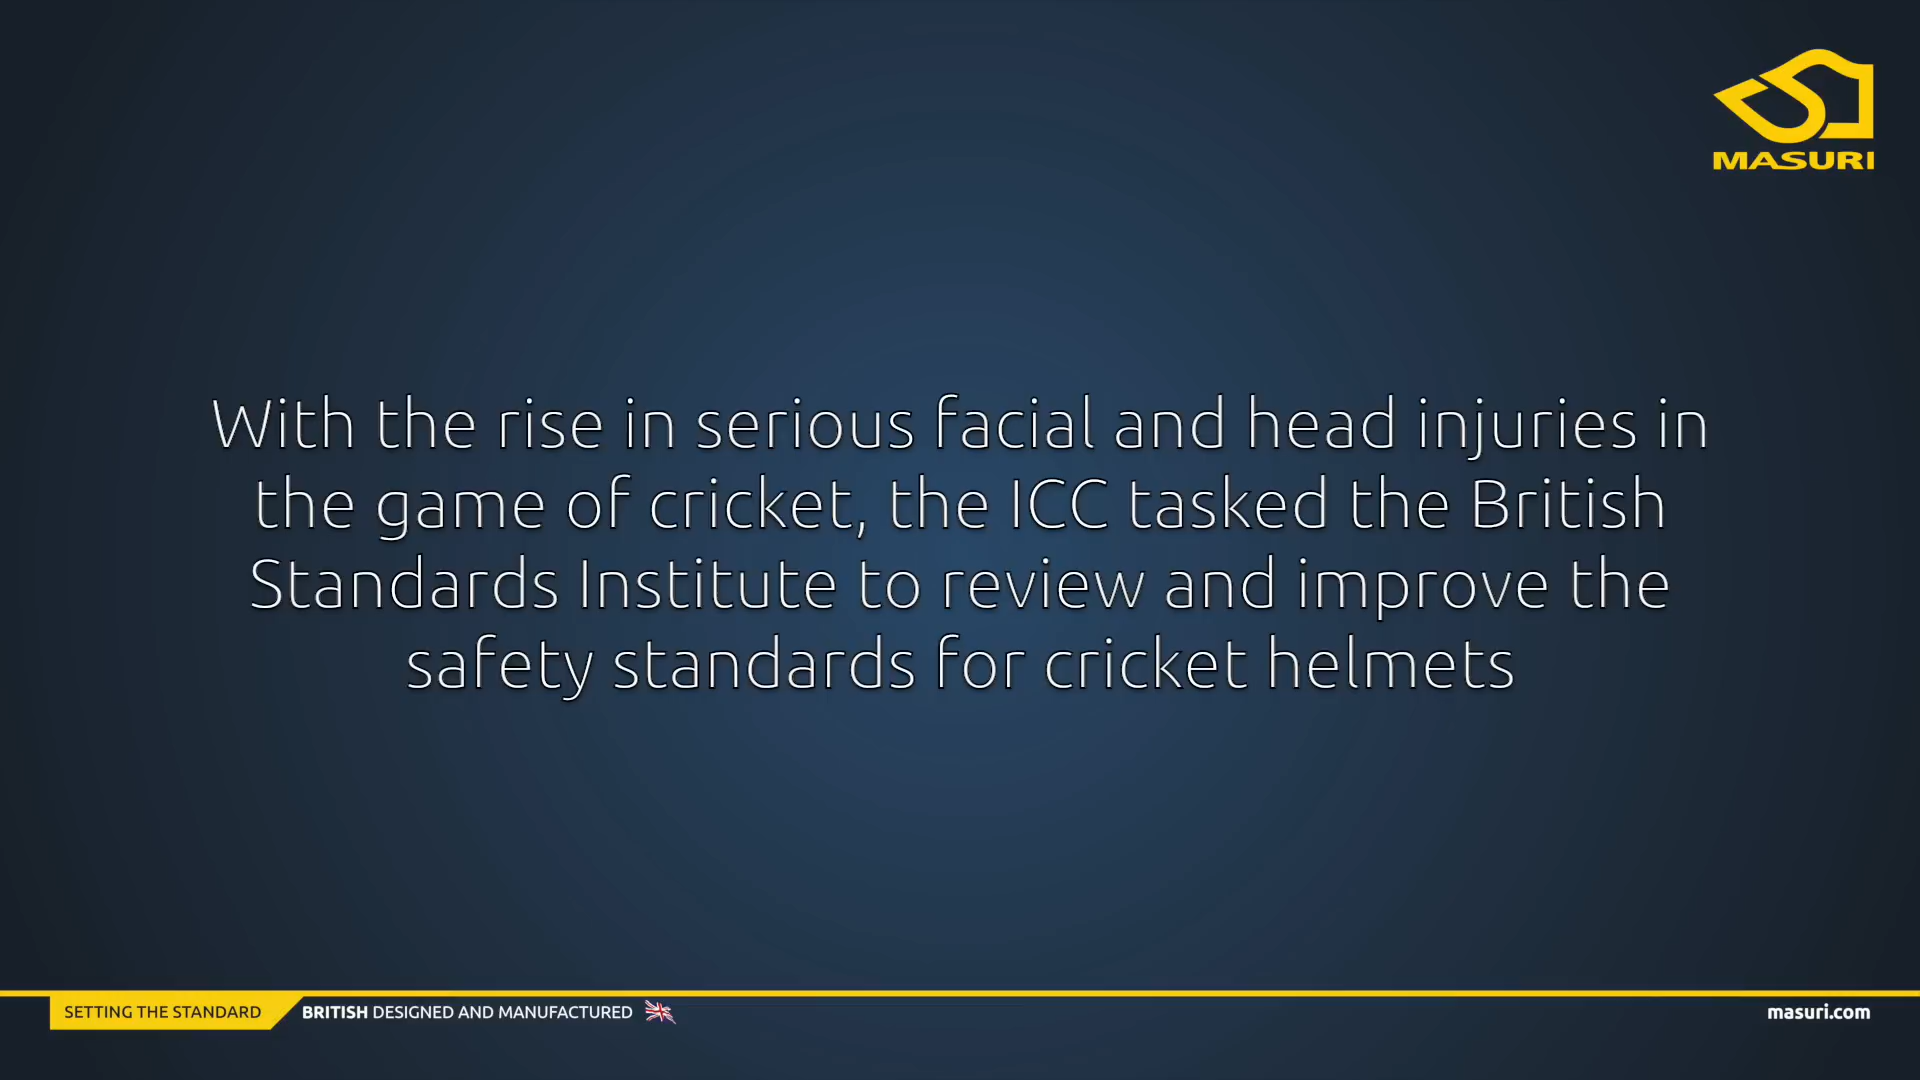 MASURI
With the rise in serious facial and head injuries in
the game of cricket, the ICC tasked the British
Standards Institute to review and improve the
safety standards for cricket helmets
SETTING THE STANDARD
BRITISH DESIGNED AND MANUFACTURED
masuri.com